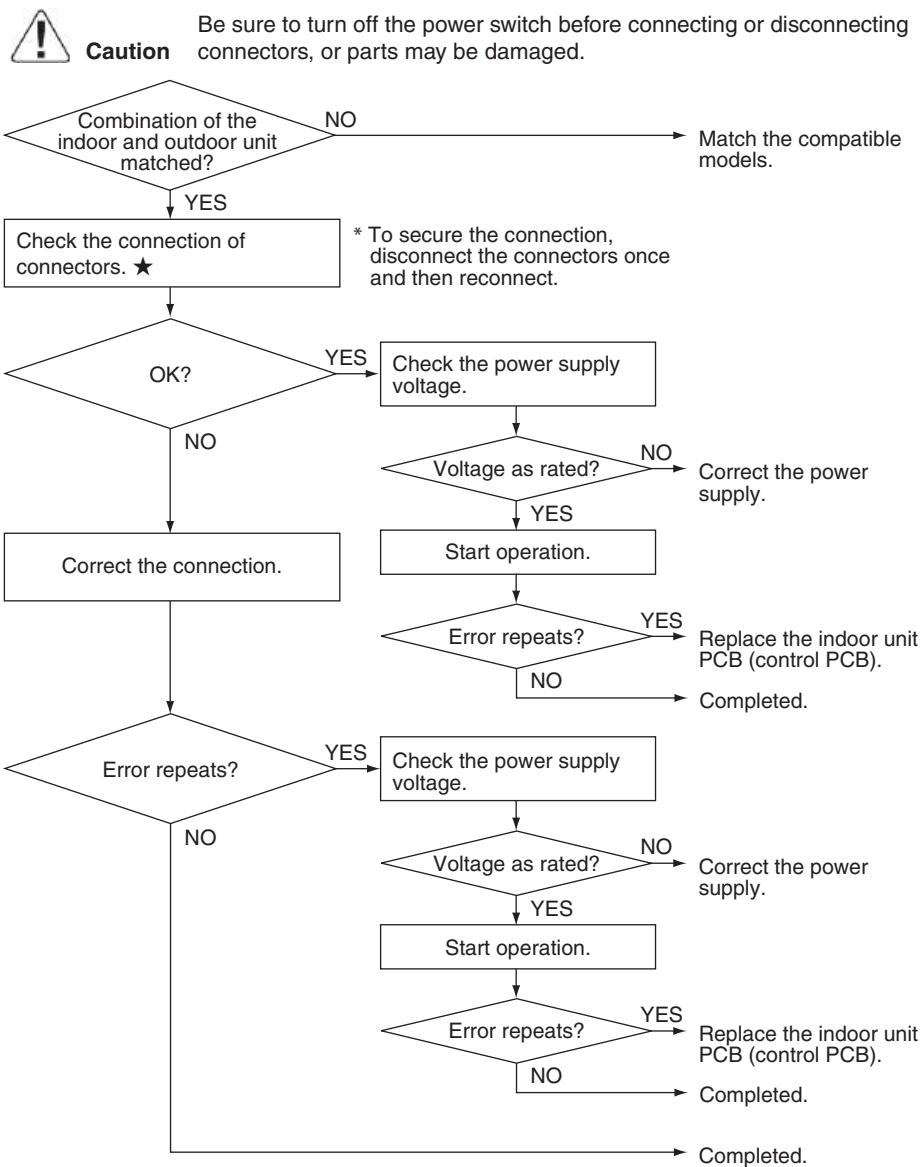 Caution
Be sure to turn off the power switch before connecting or disconnecting
connectors, or parts may be damaged.
Combination of the
indoor and outdoor unit
matched?
NO
Match the compatible
models.
YES
Check the connection of
connectors. ★
* To secure the connection,
disconnect the connectors once
and then reconnect.
OK?
YES
Check the power supply
voltage.
NO
Voltage as rated?
NO
Correct the power
supply.
YES
Start operation.
Correct the connection.
Error repeats?
YES
Replace the indoor unit
PCB (control PCB).
NO
Completed.
Error repeats?
YES
Check the power supply
voltage.
NO
Voltage as rated?
NO
Correct the power
supply.
YES
Start operation.
Error repeats?
YES
Replace the indoor unit
PCB (control PCB).
NO
Completed.
Completed.